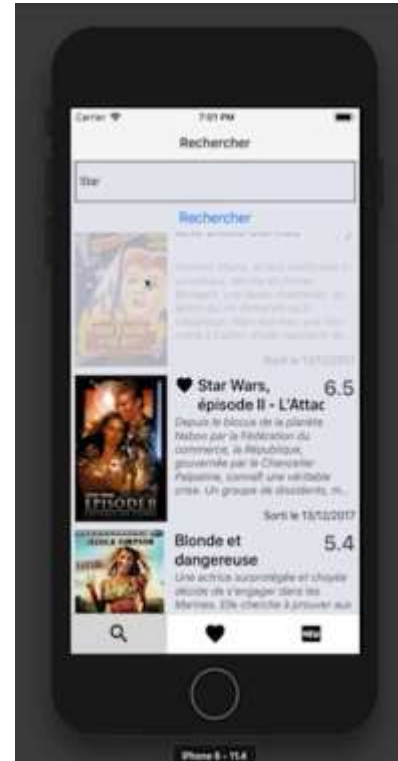 Carrier 7:01 PM
Rechercher
Star
Rechercher
Sorti le 13/12/2017
Star Wars, 6.5
épisode II - L'Attac
Depuis le blocus de la planète
Naboo par la Fédération du
commerce, la République,
gouvernée par le Chancelier
Palpatine, connaît une véritable
crise. Un groupe de dissidents, m...
Sorti le 13/12/2017
EPISODE II
JESSICA SIMPSON
Blonde et 5.4
dangereuse
Une actrice surprotégée et choyée
décide de s'engager dans les
Marines. Elle cherche à prouver aux
NEW
iPhone 6 - 11.4